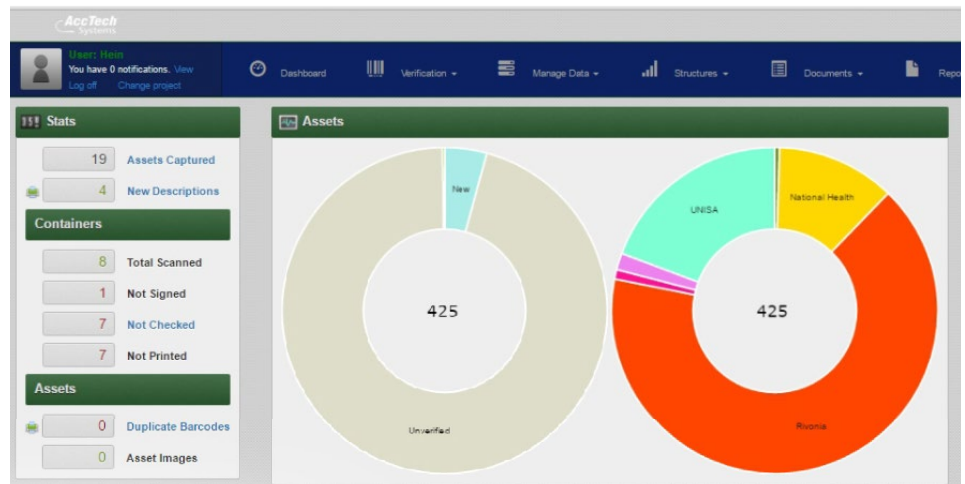 AccTech
Systems
User: Hein
You have 0 notifications. View
Log off Change project
Dashboard
Verification
Manage Data
Structures
Documents
Repo
Stats
19 Assets Captured
4 New Descriptions
Containers
8 Total Scanned
1 Not Signed
7 Not Checked
7 Not Printed
Assets
0 Duplicate Barcodes
0 Asset Images
Assets
New
425
Unverified
UNISA
National Health
425
Rivonia